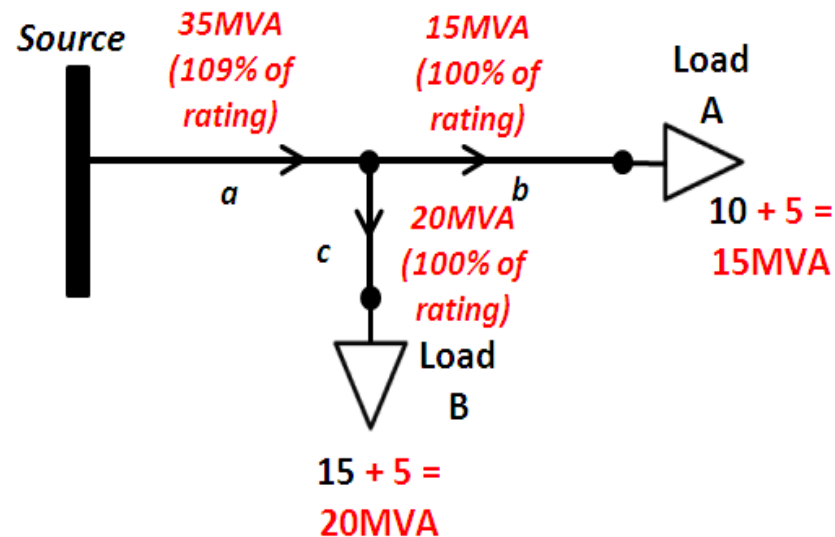 Source
35MVA
(109% of
rating)
15MVA
(100% of
rating)
Load
A
a
b
10 + 5 =
15MVA
c
20MVA
(100% of
rating)
Load
B
15 + 5 =
20MVA